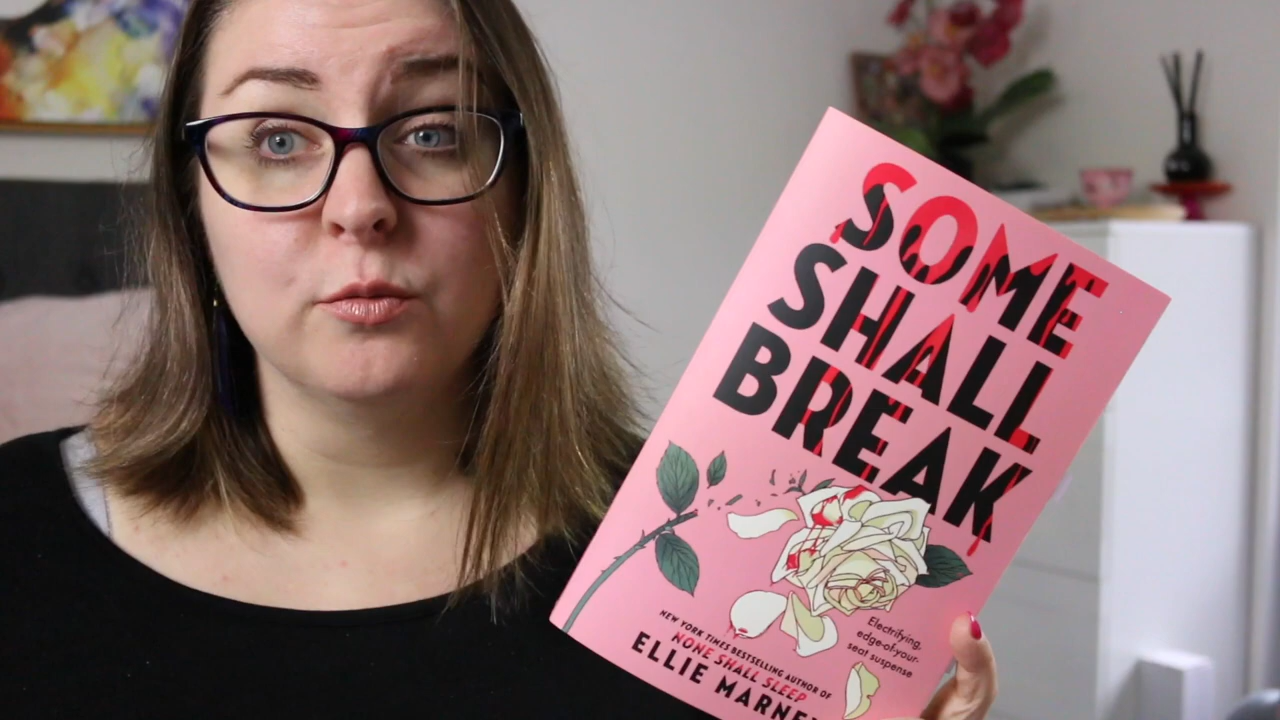 SOME
SHALL
BREAK
Electrifying,
edge-of-your-
seat suspense
NEW YORK TIMES BESTSELLING AUTHOR OF
NONE SHALL SLEEP
ELLIE MARNEY